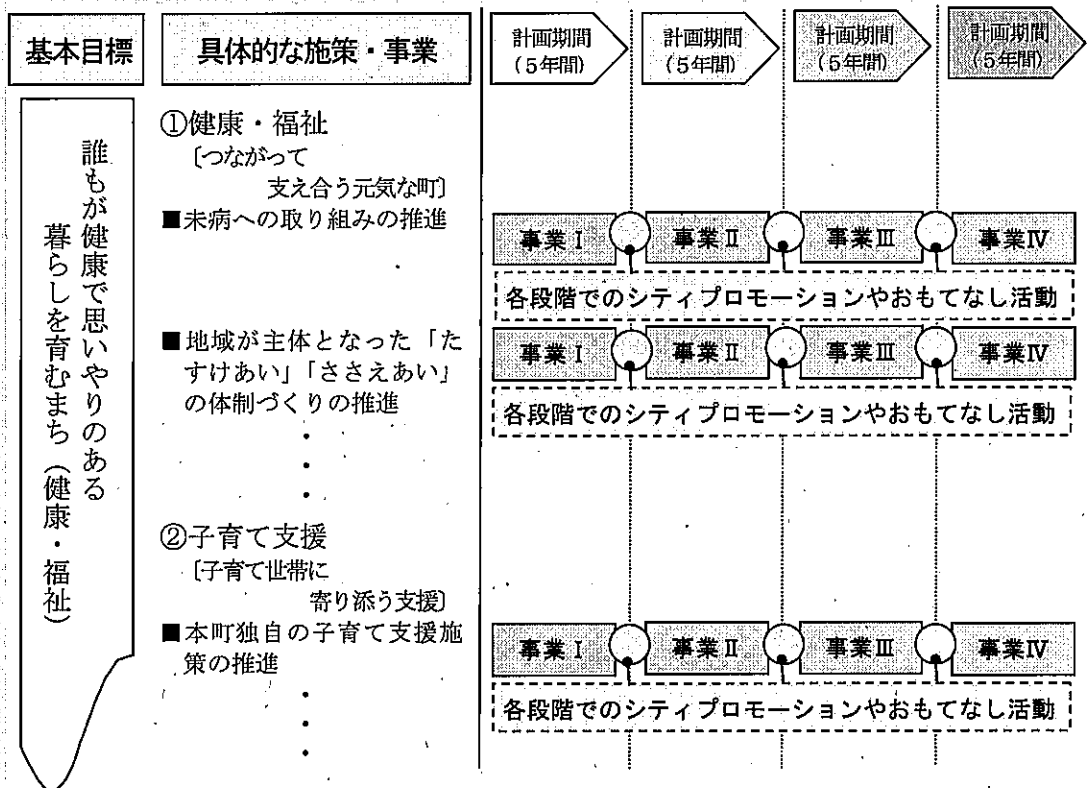 基本目標
具体的な施策・事業
計画期間
(5年間)
計画期間
(5年間)
計画期間
(5年間)
計画期間
(5年間)
誰もが健康で思いやりのある
暮らしを育むまち(健康・福祉)
①健康・福祉
〔つながって
支え合う元気な町〕
■未病への取り組みの推進
事業Ⅰ
事業Ⅱ
事業Ⅲ
事業Ⅳ
各段階でのシティプロモーションやおもてなし活動
■地域が主体となった「た
すけあい」「ささえあい」
の体制づくりの推進
・
・
・
事業Ⅰ
事業Ⅱ
事業Ⅲ
事業Ⅳ
各段階でのシティプロモーションやおもてなし活動
②子育て支援
〔子育て世帯に
寄り添う支援〕
■本町独自の子育て支援施
策の推進
・
・
・
事業Ⅰ
事業Ⅱ
事業Ⅲ
事業Ⅳ
各段階でのシティプロモーションやおもてなし活動